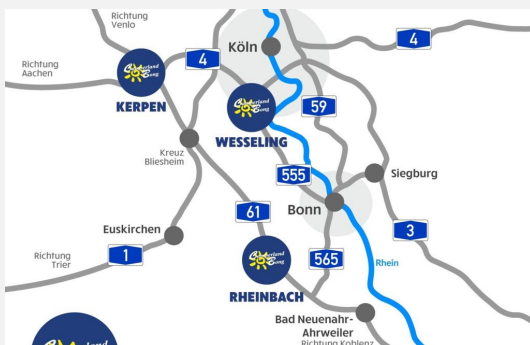 Richtung
Venlo
Köln
4
4
Richtung
Aachen
KERPEN
59
WESSELING
Kreuz
Bliesheim
555
Siegburg
61
Bonn
Euskirchen
3
1
Richtung
Trier
565
Rhein
RHEINBACH
Bad Neuenahr-
Ahrweiler
Richtung Koblenz